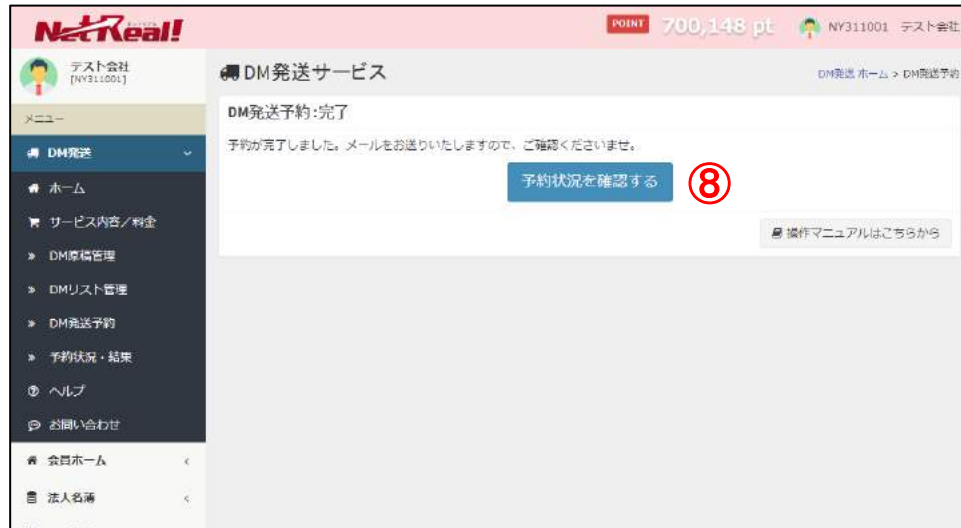 NetReal!
POINT 700,148 pt NY311001 テスト会社
テスト会社
[NY311001]
DM発送サービス
DM発送 ホーム > DM発送予約
メニュー
DM発送:完了
DM発送予約:完了
予約が完了しました。メールをお送りいたしますので、ご確認くださいませ。
予約状況を確認する
⑧
操作マニュアルはこちらから
DM発送
ホーム
サービス内容／料金
» DM原稿管理
» DMリスト管理
» DM発送予約
» 予約状況・結果
ヘルプ
お問い合わせ
会員ホーム
法人名簿